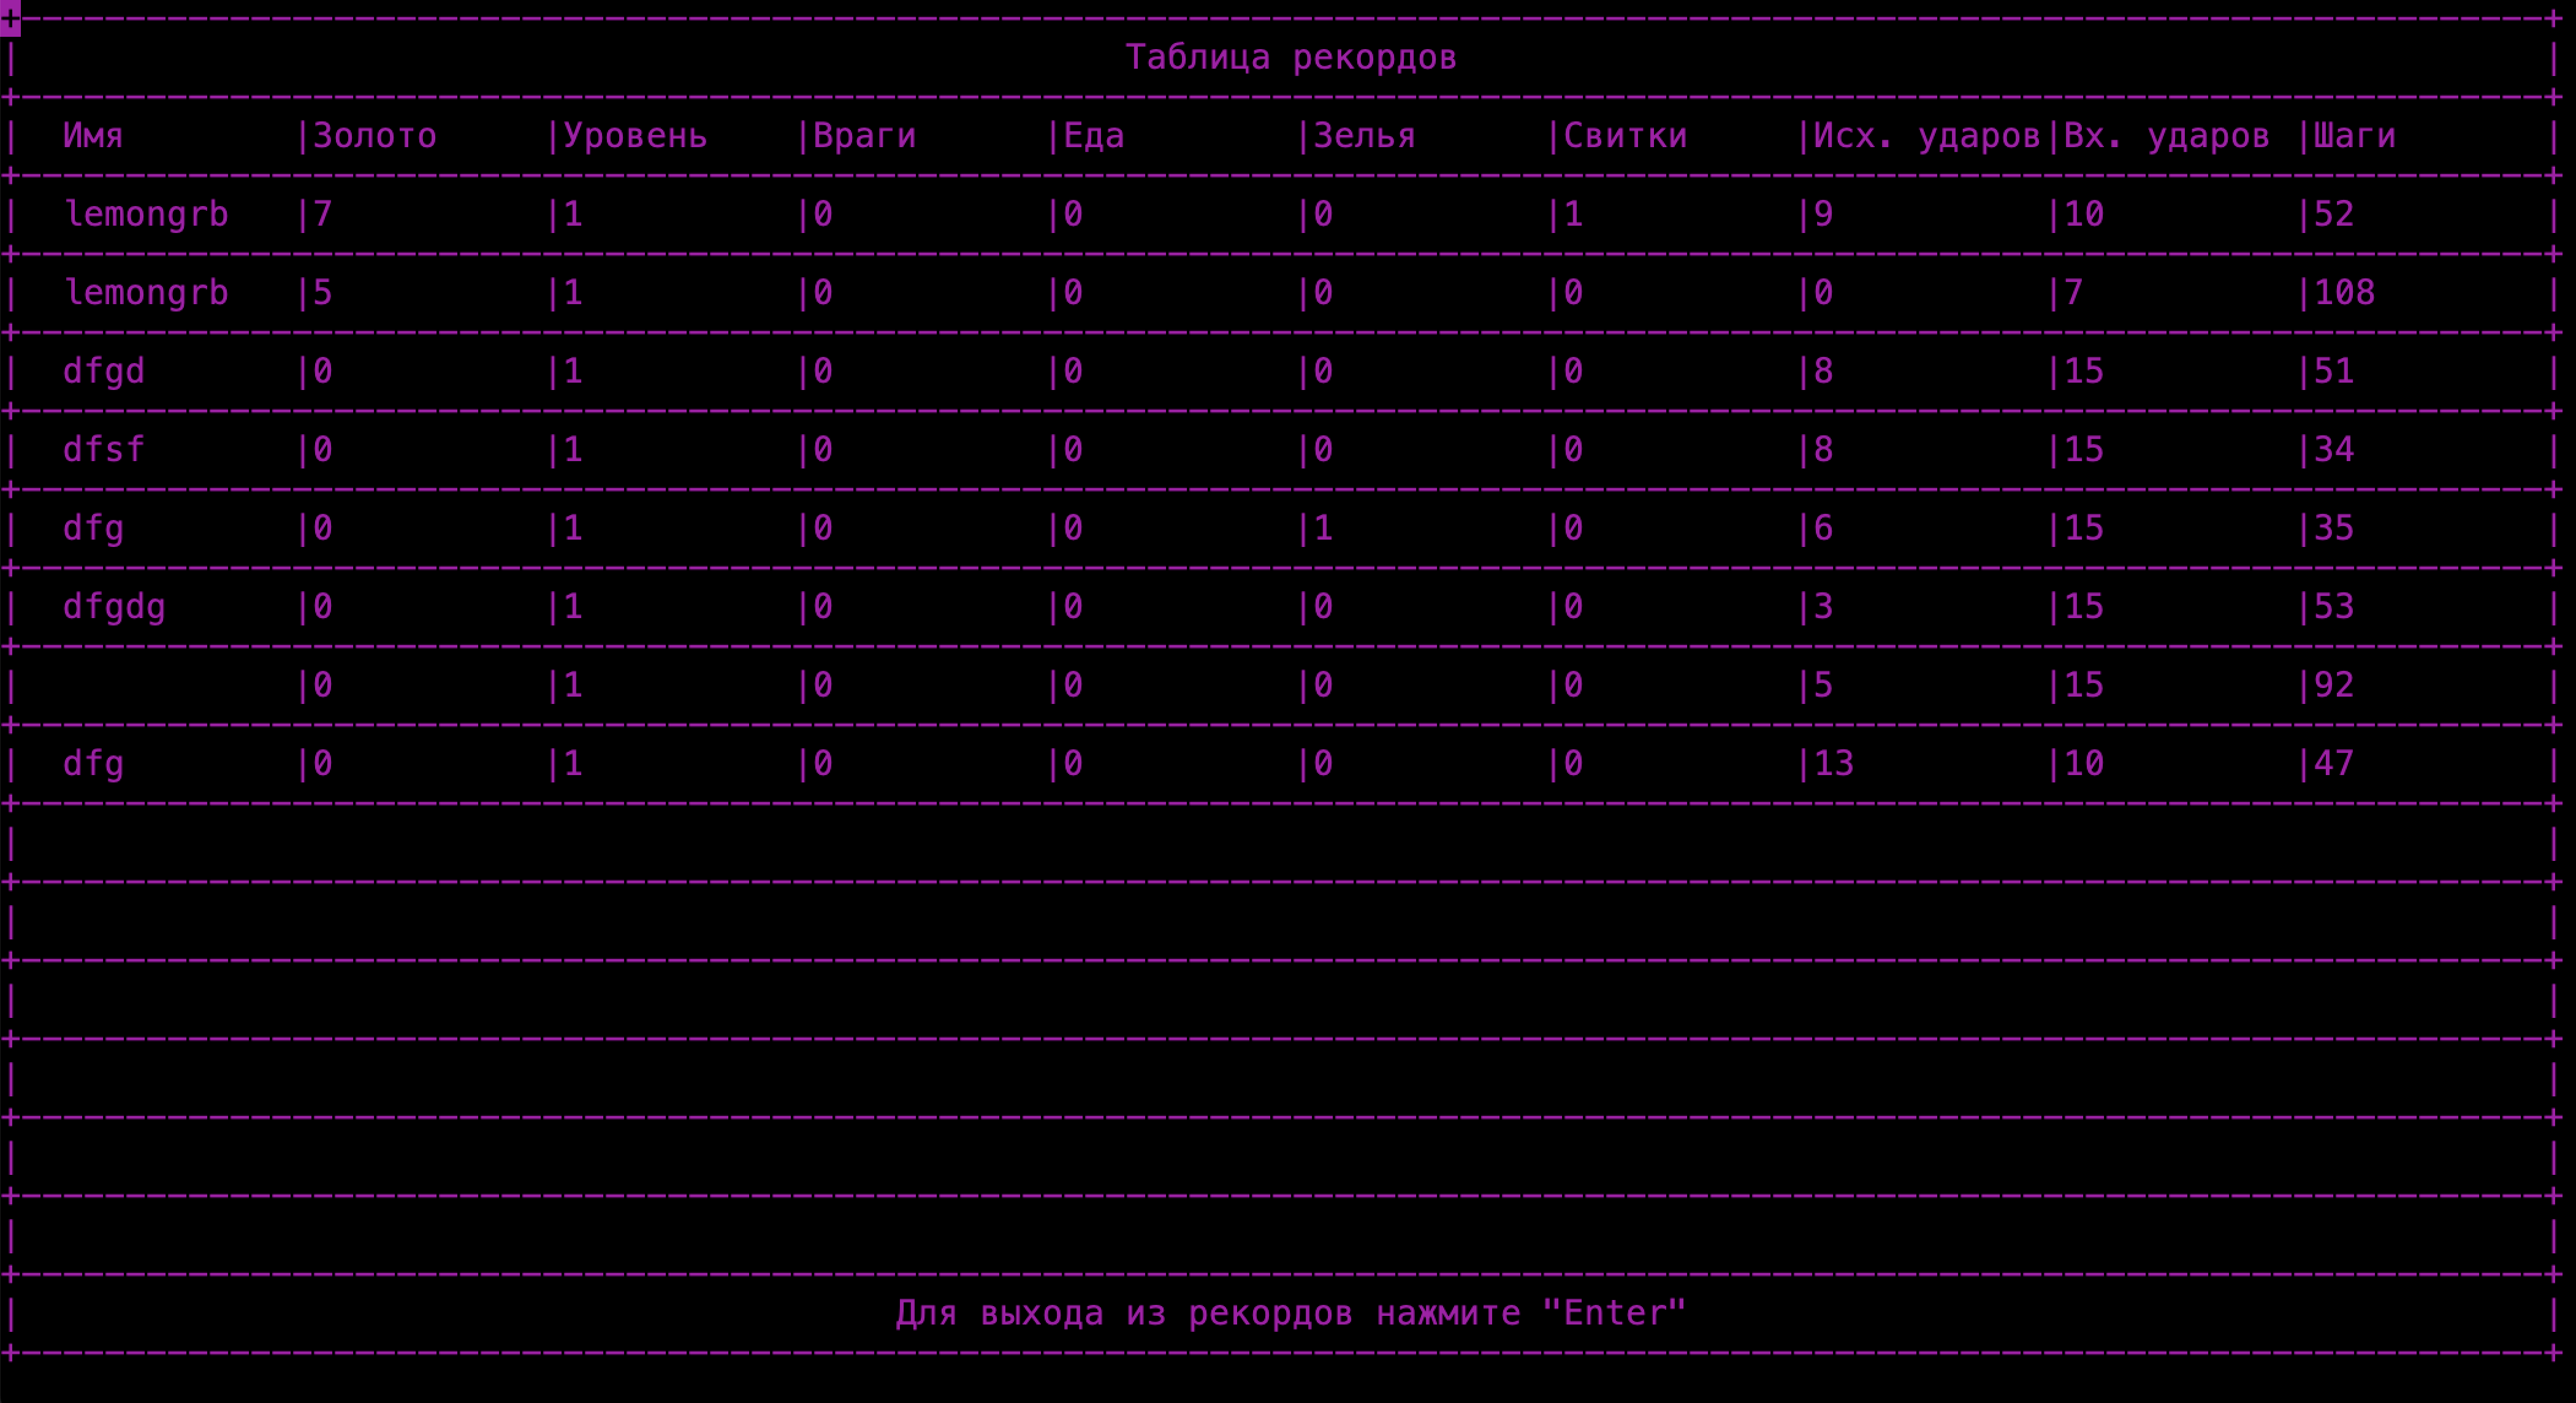 Таблица рекордов
Имя |Золото |Уровень |Враги |Еда |Зелья |Свитки |Исх. ударов|Вх. ударов |Шаги
lemongrb |7 |1 |0 |0 |0 |1 |9 |10 |52
lemongrb |5 |1 |0 |0 |0 |0 |0 |7 |108
dfgd |0 |1 |0 |0 |0 |0 |8 |15 |51
dfsf |0 |1 |0 |0 |0 |0 |8 |15 |34
dfg |0 |1 |0 |0 |1 |0 |6 |15 |35
dfgdg |0 |1 |0 |0 |0 |0 |3 |15 |53
|0 |1 |0 |0 |0 |0 |5 |15 |92
dfg |0 |1 |0 |0 |0 |0 |13 |10 |47
Для выхода из рекордов нажмите "Enter"